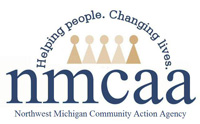 Helping people. Changing lives.
nmcaa
Northwest Michigan Community Action Agency